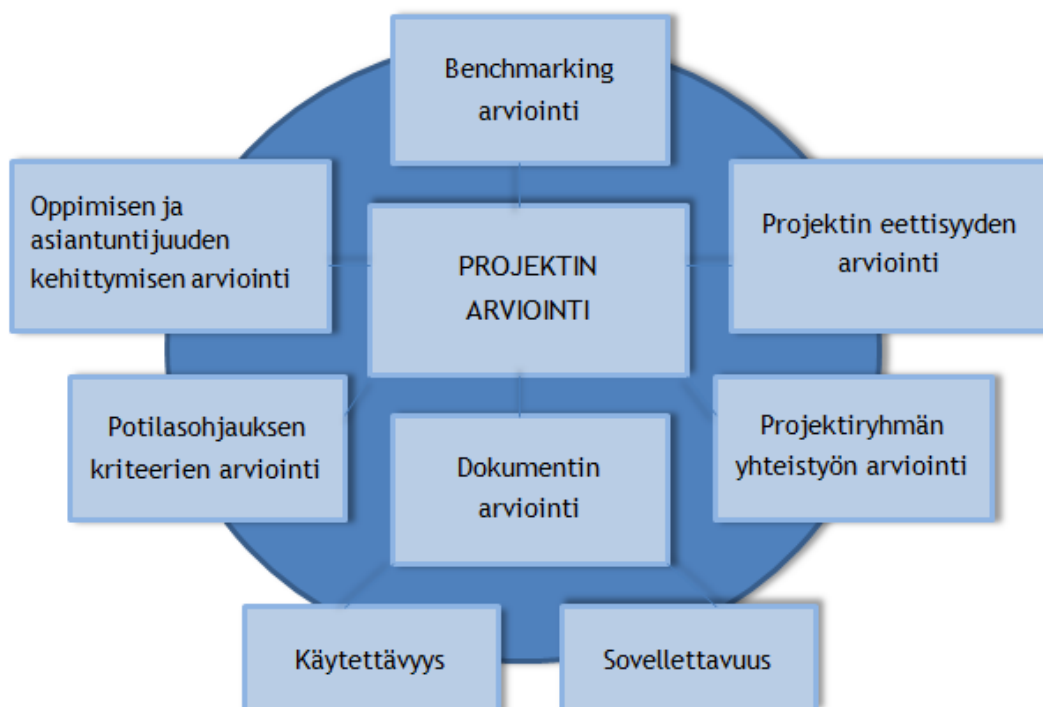 Benchmarking
arviointi
Oppimisen ja
asiantuntijuuden
kehittymisen arviointi
PROJEKTIN
ARVIOINTI
Projektin eettisyyden
arviointi
Potilasohjauksen
kriteerien arviointi
Dokumentin
arviointi
Projektiryhmän
yhteistyön arviointi
Käytettävyys
Sovellettavuus